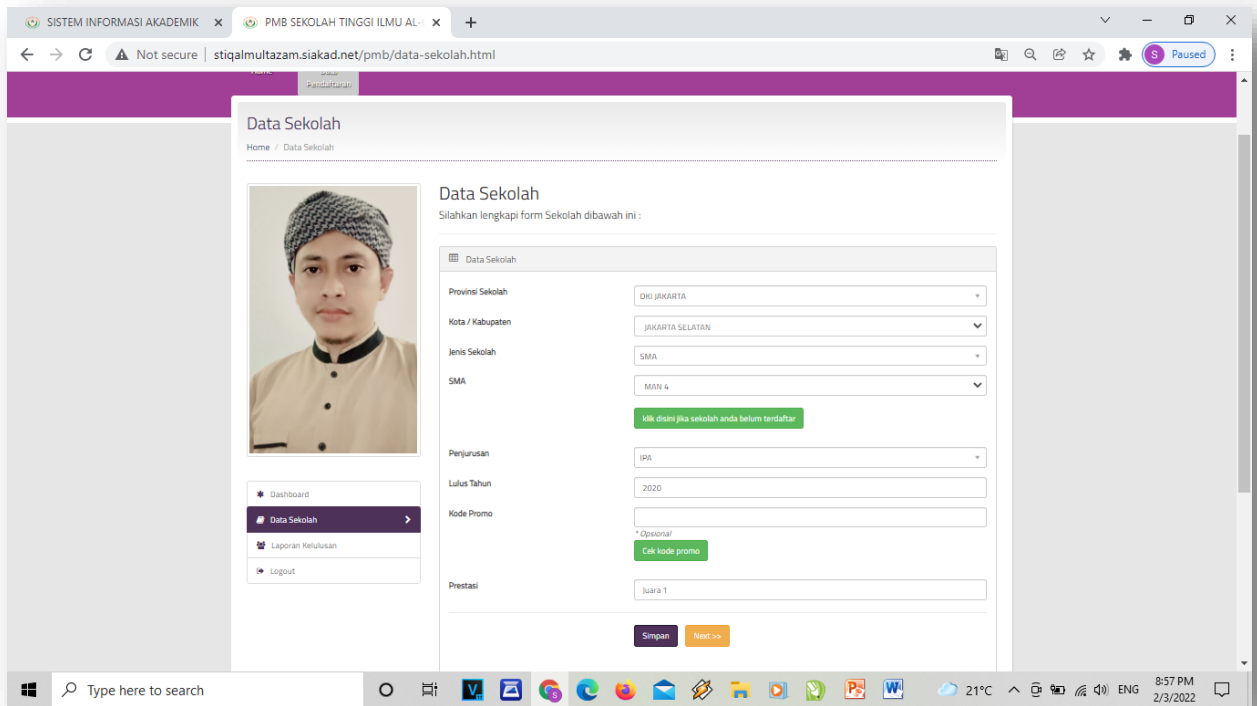 SISTEM INFORMASI AKADEMIK
PMB SEKOLAH TINGGI ILMU AL-
Not secure
stiqalmultazam.siakad.net/pmb/data-sekolah.html
S Paused
Home
Pendaftaran
Data Sekolah
Home / Data Sekolah
Data Sekolah
Silahkan lengkapi form Sekolah dibawah ini :
Data Sekolah
Provinsi Sekolah
DKI JAKARTA
Kota / Kabupaten
JAKARTA SELATAN
Jenis Sekolah
SMA
SMA
MAN 4
klik disini jika sekolah anda belum terdaftar
Penjurusan
IPA
Lulus Tahun
2020
Kode Promo
* Opsional
Cek kode promo
Prestasi
Juara 1
Simpan
Next >>
Dashboard
Data Sekolah
Laporan Kelulusan
Logout
Type here to search
21°C
ENG
8:57 PM
2/3/2022